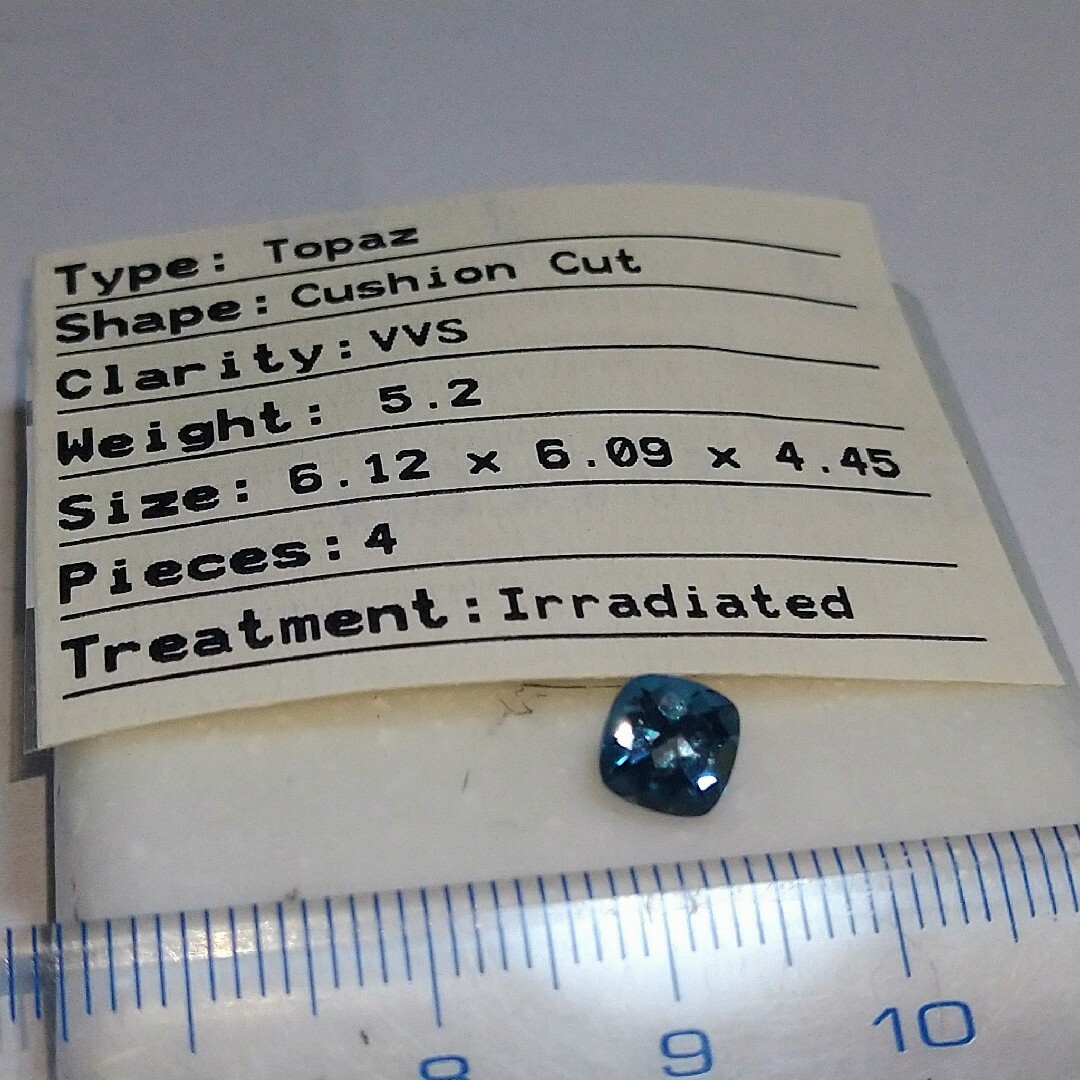 Type: Topaz
Shape: Cushion Cut
Clarity: VVS
Weight: 5.2
Size: 6.12 x 6.09 x 4.45
Pieces: 4
Treatment: Irradiated
8 9 10